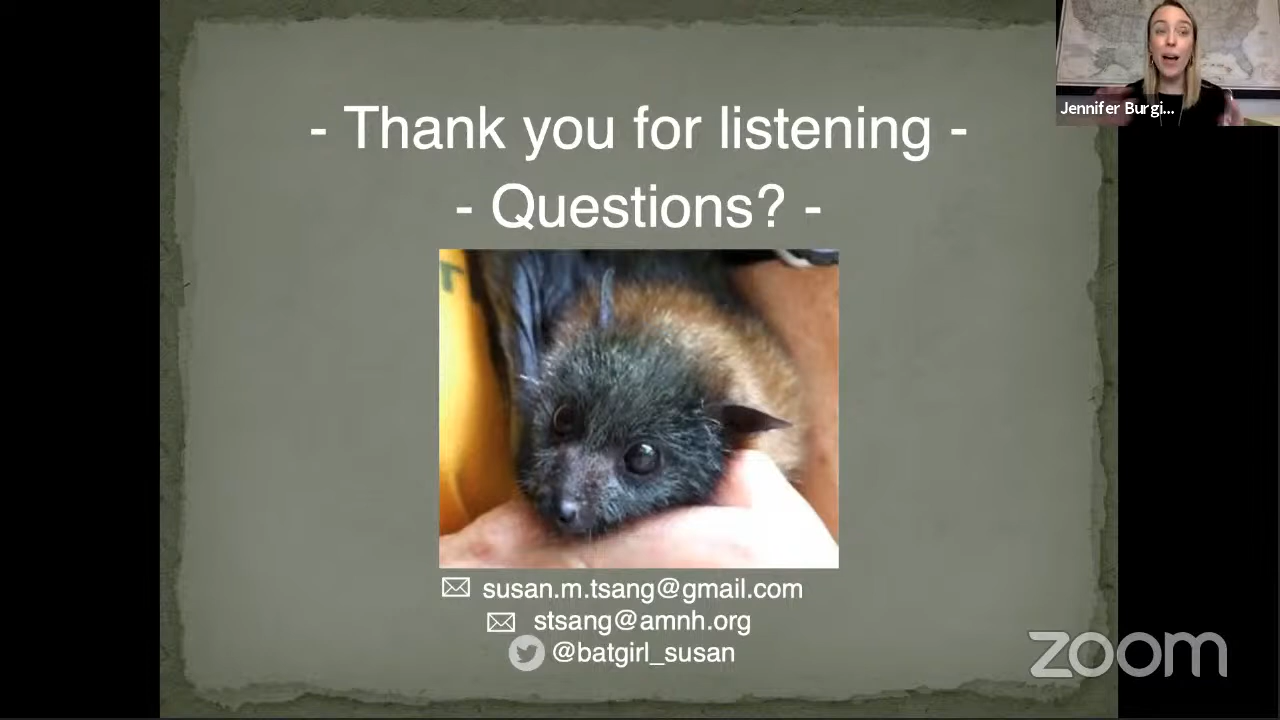 Jennifer Burgi...
- Thank you for listening -
- Questions? -
susan.m.tsang@gmail.com
stsang@amnh.org
@batgirl_susan
zoom